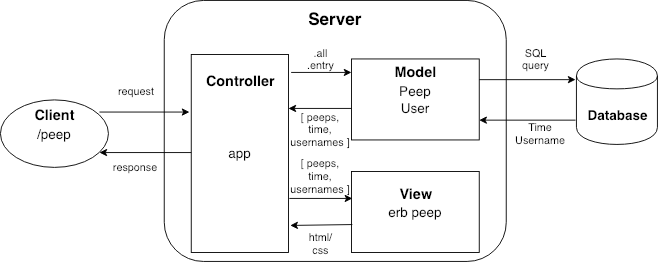 Server
Client
/peep
request
response
Controller
app
.all
.entry
[ peeps,
time,
usernames ]
[ peeps,
time,
usernames ]
html/
css
Model
Peep
User
View
erb peep
SQL
query
Time
Username
Database